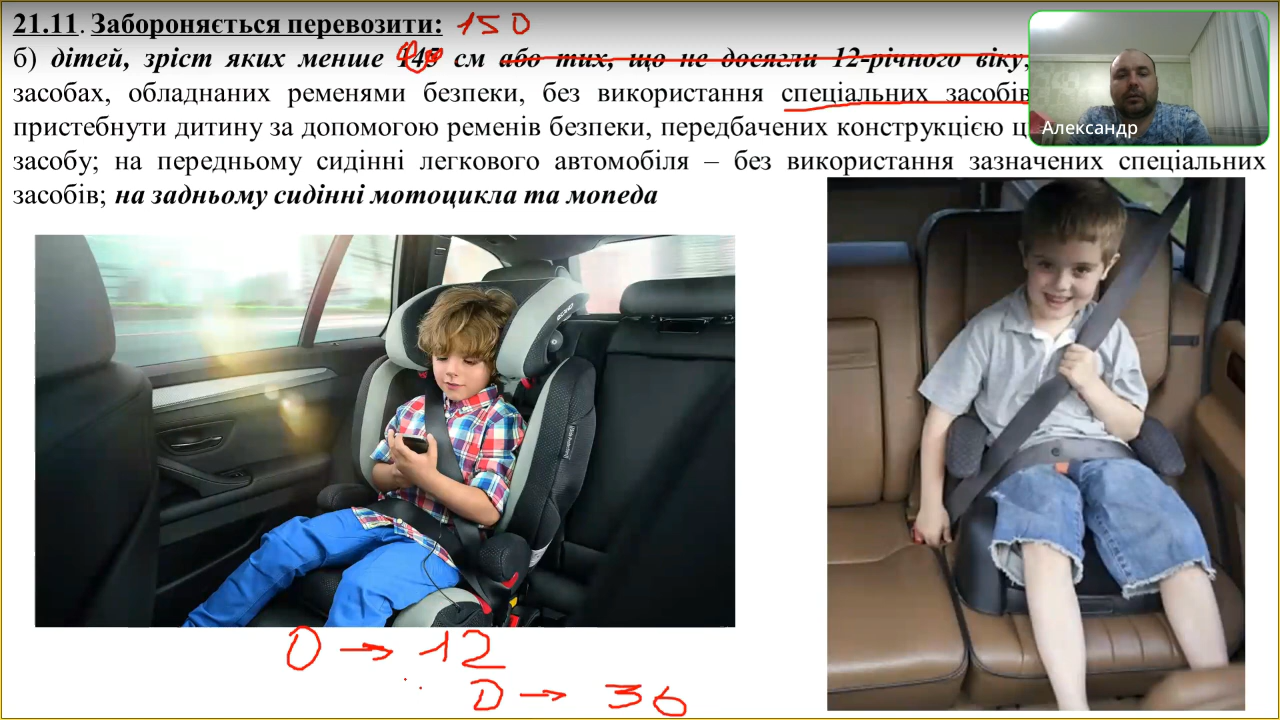 21.11. Забороняється перевозити: 150
б) дітей, зріст яких менше 145 см або тих, що не досягли 12-річного віку,
засобах, обладнаних ременями безпеки, без використання спеціальних засобів
пристебнути дитину за допомогою ременів безпеки, передбачених конструкцією ц
засобу; на передньому сидінні легкового автомобіля – без використання зазначених спеціальних
засобів; на задньому сидінні мотоцикла та мопеда
Александр
0 → 12
0 → 36